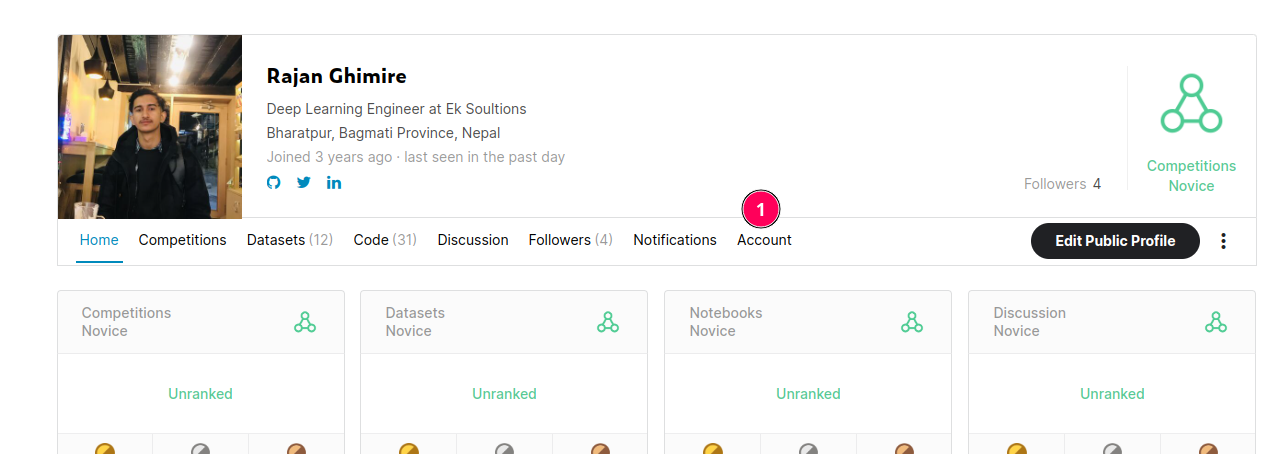 Rajan Ghimire
Deep Learning Engineer at Ek Soultions
Bharatpur, Bagmati Province, Nepal
Joined 3 years ago · last seen in the past day
Followers 4
Competitions
Novice
1
Home Competitions Datasets (12) Code (31) Discussion Followers (4) Notifications Account Edit Public Profile
Competitions
Novice
Datasets
Novice
Notebooks
Novice
Discussion
Novice
Unranked Unranked Unranked Unranked